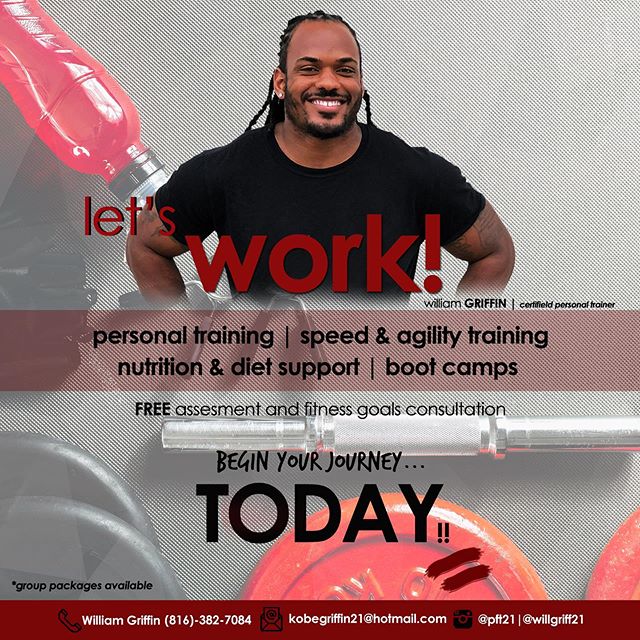 let's
work!
william GRIFFIN | certifield personal trainer
personal training | speed & agility training
nutrition & diet support | boot camps
FREE assesment and fitness goals consultation
BEGIN YOUR JOURNEY...
TODAY!!
*group packages available
William Griffin (816)-382-7084 kobegriffin21@hotmail.com @pft21|@willgriff21